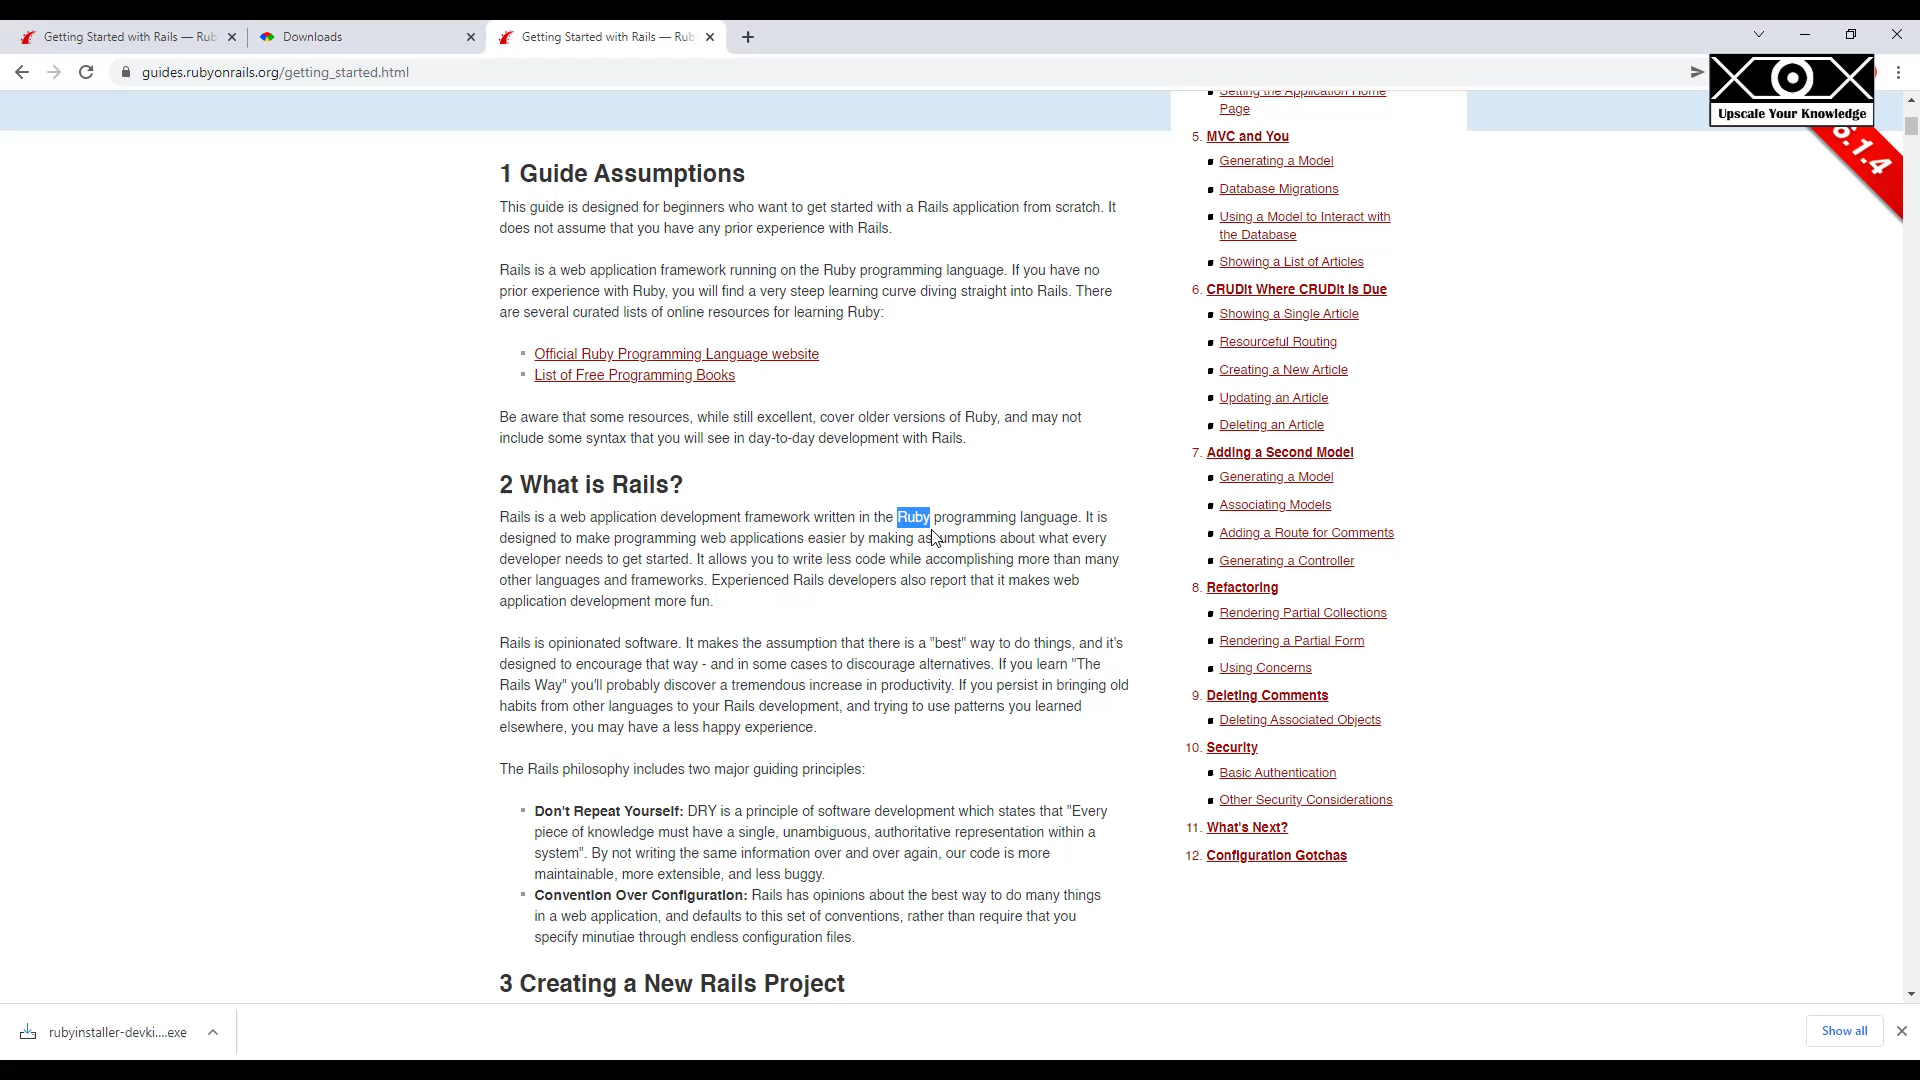 Getting Started with Rails — Rub
Downloads
Getting Started with Rails — Rub
guides.rubyonrails.org/getting_started.html
Upscale Your Knowledge
6.1.4
1 Guide Assumptions
This guide is designed for beginners who want to get started with a Rails application from scratch. It
does not assume that you have any prior experience with Rails.
Rails is a web application framework running on the Ruby programming language. If you have no
prior experience with Ruby, you will find a very steep learning curve diving straight into Rails. There
are several curated lists of online resources for learning Ruby:
Official Ruby Programming Language website
List of Free Programming Books
Be aware that some resources, while still excellent, cover older versions of Ruby, and may not
include some syntax that you will see in day-to-day development with Rails.
2 What is Rails?
Rails is a web application development framework written in the Ruby programming language. It is
designed to make programming web applications easier by making assumptions about what every
developer needs to get started. It allows you to write less code while accomplishing more than many
other languages and frameworks. Experienced Rails developers also report that it makes web
application development more fun.
Rails is opinionated software. It makes the assumption that there is a "best" way to do things, and it's
designed to encourage that way - and in some cases to discourage alternatives. If you learn "The
Rails Way" you'll probably discover a tremendous increase in productivity. If you persist in bringing old
habits from other languages to your Rails development, and trying to use patterns you learned
elsewhere, you may have a less happy experience.
The Rails philosophy includes two major guiding principles:
Don't Repeat Yourself: DRY is a principle of software development which states that "Every
piece of knowledge must have a single, unambiguous, authoritative representation within a
system". By not writing the same information over and over again, our code is more
maintainable, more extensible, and less buggy.
Convention Over Configuration: Rails has opinions about the best way to do many things
in a web application, and defaults to this set of conventions, rather than require that you
specify minutiae through endless configuration files.
3 Creating a New Rails Project
Setting the Application Home
Page
5. MVC and You
Generating a Model
Database Migrations
Using a Model to Interact with
the Database
Showing a List of Articles
6. CRUDit Where CRUDit Is Due
Showing a Single Article
Resourceful Routing
Creating a New Article
Updating an Article
Deleting an Article
7. Adding a Second Model
Generating a Model
Associating Models
Adding a Route for Comments
Generating a Controller
8. Refactoring
Rendering Partial Collections
Rendering a Partial Form
Using Concerns
9. Deleting Comments
Deleting Associated Objects
10. Security
Basic Authentication
Other Security Considerations
11. What's Next?
12. Configuration Gotchas
rubyinstaller-devki....exe
Show all